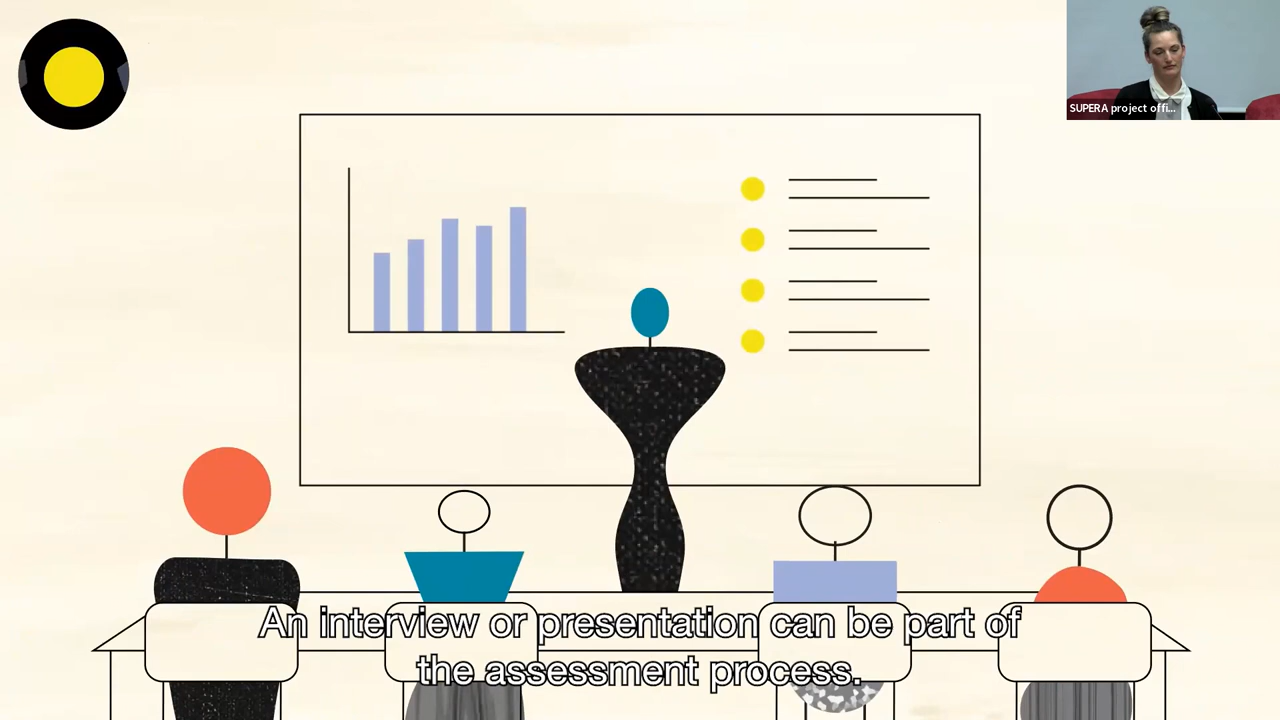 SUPERA project offi...
An interview or presentation can be part of
the assessment process.